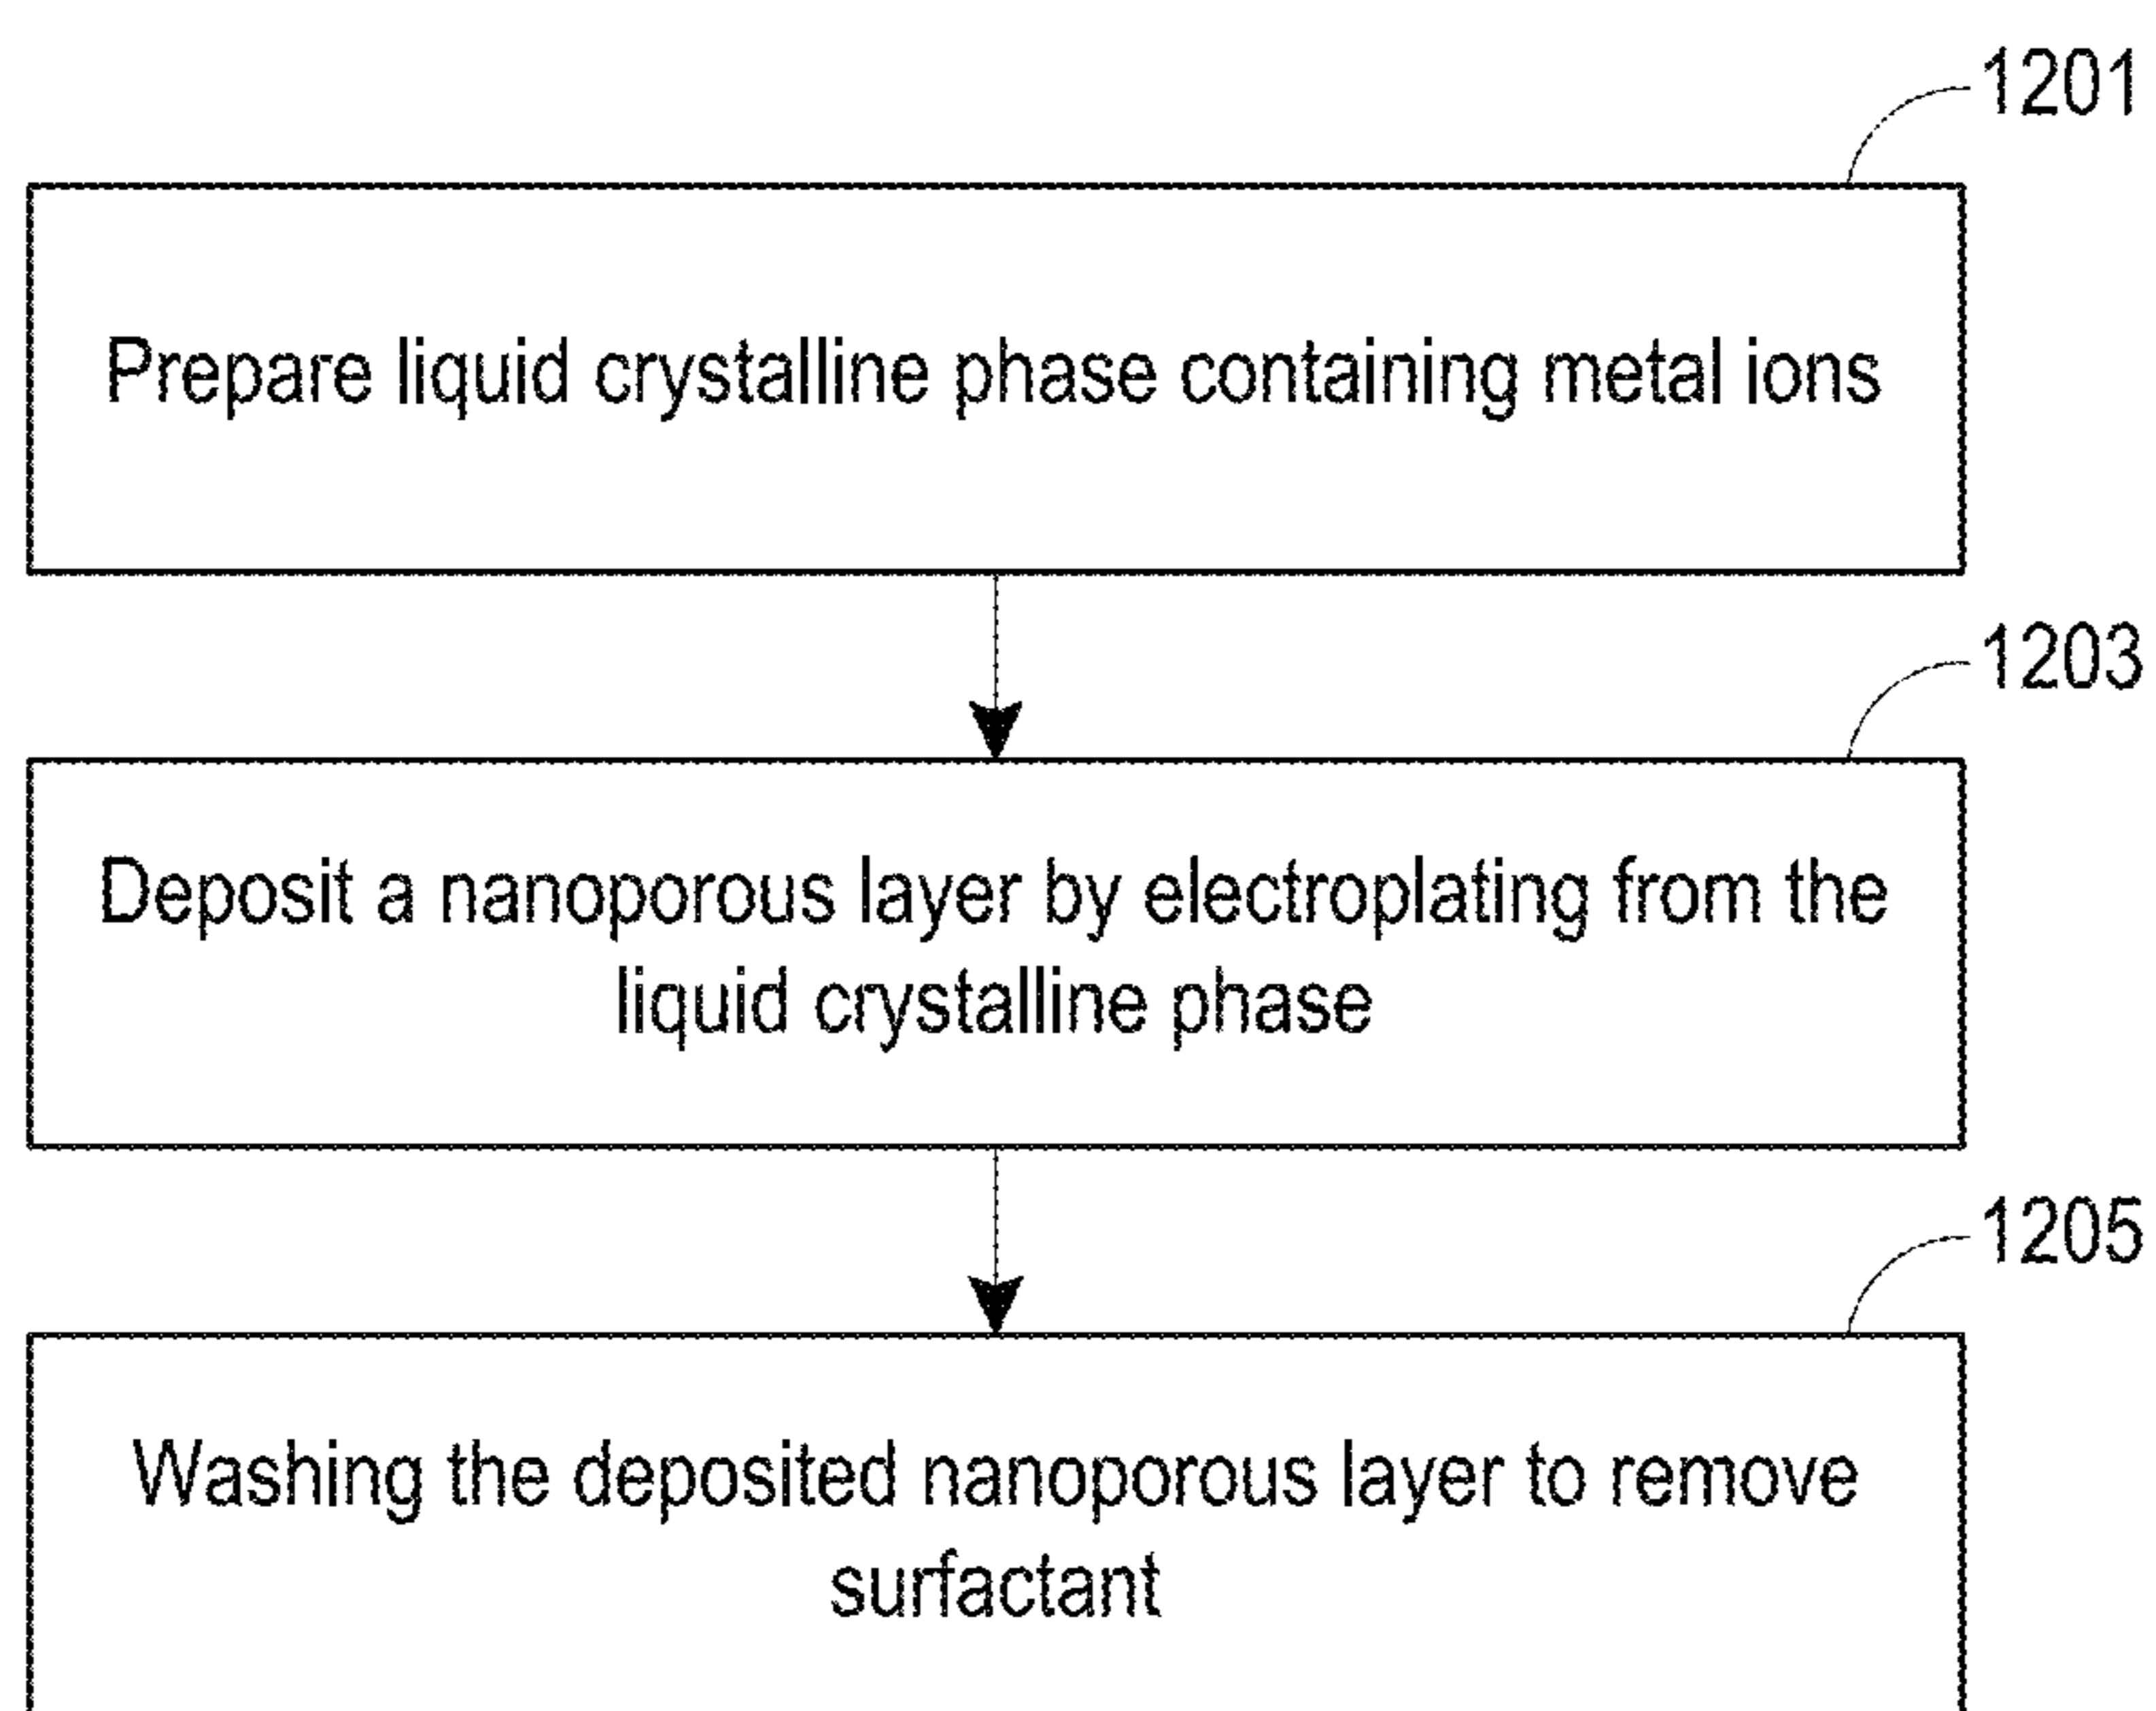 1201
Prepare liquid crystalline phase containing metal ions
1203
Deposit a nanoporous layer by electroplating from the
liquid crystalline phase
1205
Washing the deposited nanoporous layer to remove
surfactant